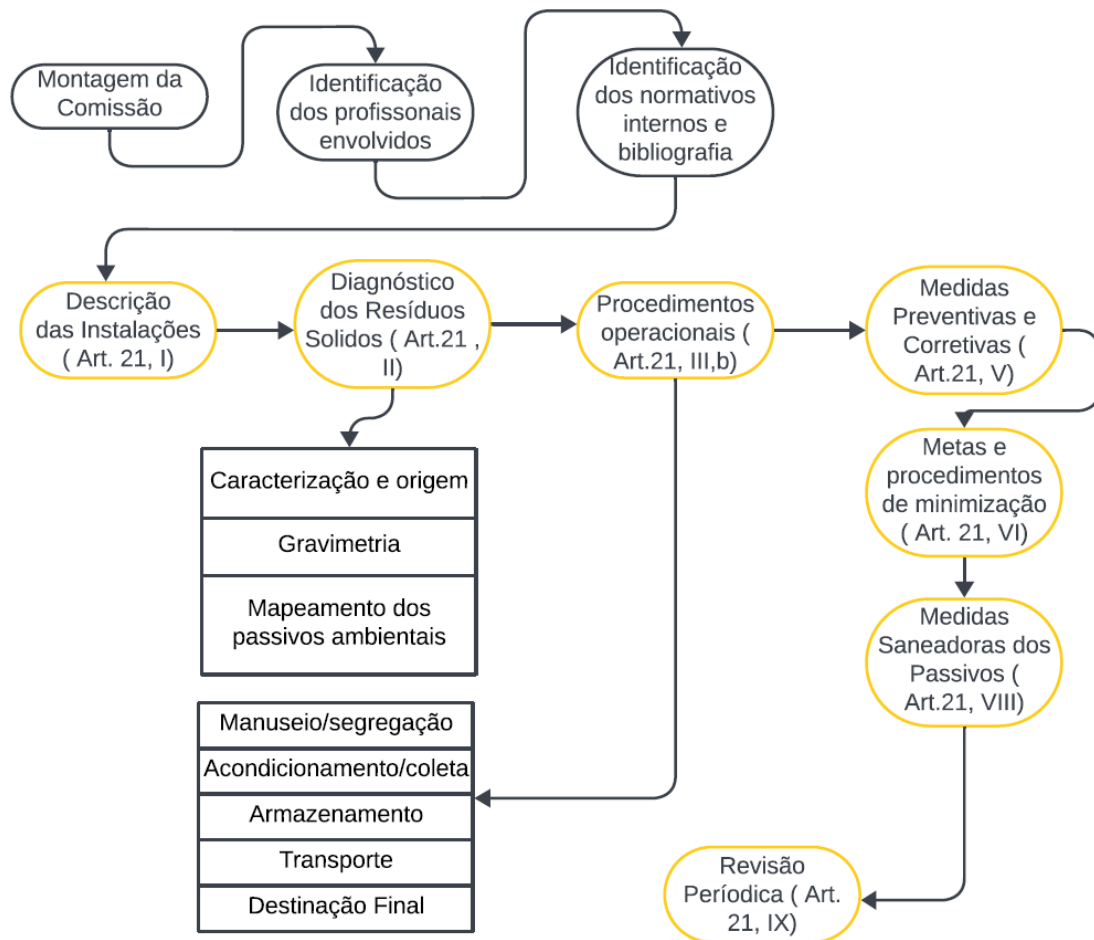 Montagem da
Comissão
Identificação
dos profissonais
envolvidos
Identificação
dos normativos
internos e
bibliografia
Descrição
das Instalações
( Art. 21, I)
Diagnóstico
dos Resíduos
Solidos ( Art.21 ,
II)
Procedimentos
operacionais (
Art.21, III,b)
Medidas
Preventivas e
Corretivas (
Art.21, V)
Caracterização e origem
Gravimetria
Mapeamento dos
passivos ambientais
Metas e
procedimentos
de minimização
( Art. 21, VI)
Medidas
Saneadoras dos
Passivos (
Art.21, VIII)
Manuseio/segregação
Acondicionamento/coleta
Armazenamento
Transporte
Destinação Final
Revisão
Períodica ( Art.
21, IX)